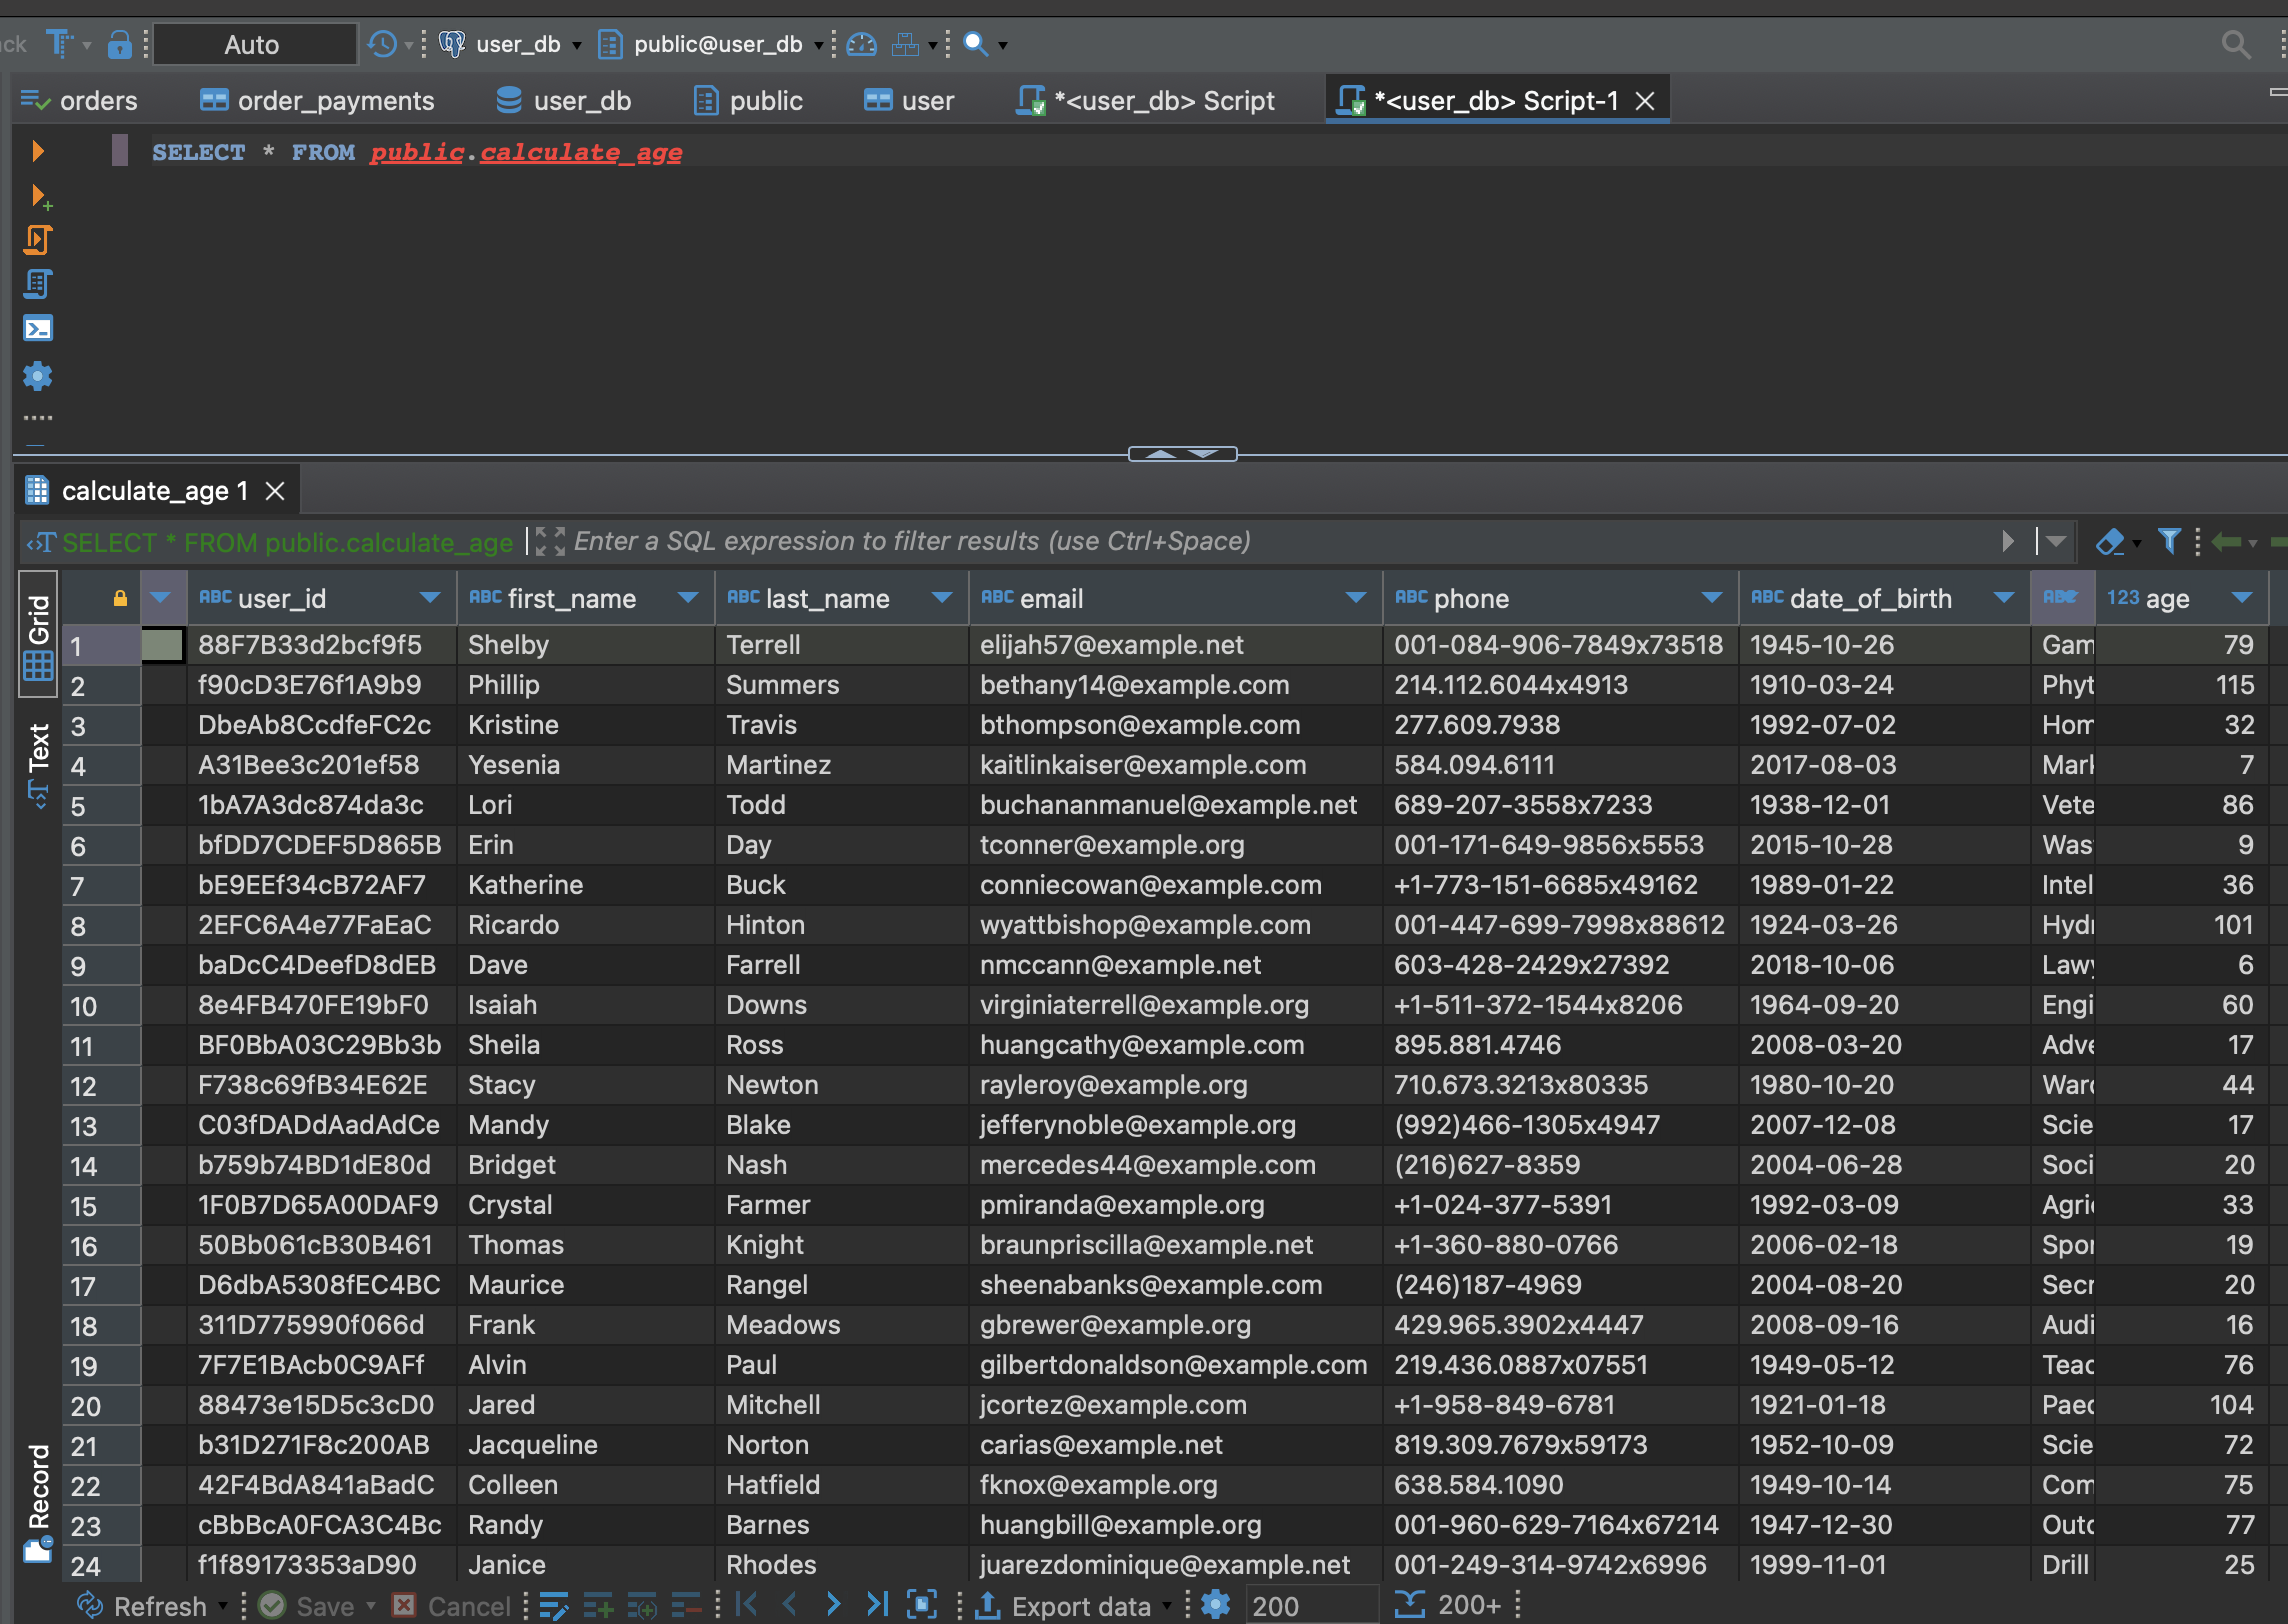 Auto user_db public@user_db
orders order_payments user_db public user *<user_db> Script *<user_db> Script-1
SELECT * FROM public.calculate_age
calculate_age 1
SELECT * FROM public.calculate_age Enter a SQL expression to filter results (use Ctrl+Space)
Grid
Text
Record
ABC user_id ABC first_name ABC last_name ABC email ABC phone ABC date_of_birth ABC 123 age
1 88F7B33d2bcf9f5 Shelby Terrell elijah57@example.net 001-084-906-7849x73518 1945-10-26 Gam 79
2 f90cD3E76f1A9b9 Phillip Summers bethany14@example.com 214.112.6044x4913 1910-03-24 Phyt 115
3 DbeAb8CcdfeFC2c Kristine Travis bthompson@example.com 277.609.7938 1992-07-02 Hom 32
4 A31Bee3c201ef58 Yesenia Martinez kaitlinkaiser@example.com 584.094.6111 2017-08-03 Mark 7
5 1bA7A3dc874da3c Lori Todd buchananmanuel@example.net 689-207-3558x7233 1938-12-01 Vete 86
6 bfDD7CDEF5D865B Erin Day tconner@example.org 001-171-649-9856x5553 2015-10-28 Was 9
7 bE9EEf34cB72AF7 Katherine Buck conniecowan@example.com +1-773-151-6685x49162 1989-01-22 Intel 36
8 2EFC6A4e77FaEaC Ricardo Hinton wyattbishop@example.com 001-447-699-7998x88612 1924-03-26 Hydr 101
9 baDcC4DeefD8dEB Dave Farrell nmccann@example.net 603-428-2429x27392 2018-10-06 Lawy 6
10 8e4FB470FE19bF0 Isaiah Downs virginiaterrell@example.org +1-511-372-1544x8206 1964-09-20 Engi 60
11 BF0BbA03C29Bb3b Sheila Ross huangcathy@example.com 895.881.4746 2008-03-20 Adve 17
12 F738c69fB34E62E Stacy Newton rayleroy@example.org 710.673.3213x80335 1980-10-20 Ward 44
13 C03fDADdAadAdCe Mandy Blake jefferynoble@example.org (992)466-1305x4947 2007-12-08 Scie 17
14 b759b74BD1dE80d Bridget Nash mercedes44@example.com (216)627-8359 2004-06-28 Soci 20
15 1F0B7D65A00DAF9 Crystal Farmer pmiranda@example.org +1-024-377-5391 1992-03-09 Agric 33
16 50Bb061cB30B461 Thomas Knight braunpriscilla@example.net +1-360-880-0766 2006-02-18 Spor 19
17 D6dbA5308fEC4BC Maurice Rangel sheenabanks@example.com (246)187-4969 2004-08-20 Secr 20
18 311D775990f066d Frank Meadows gbrewer@example.org 429.965.3902x4447 2008-09-16 Audi 16
19 7F7E1BAcb0C9AFf Alvin Paul gilbertdonaldson@example.com 219.436.0887x07551 1949-05-12 Teac 76
20 88473e15D5c3cD0 Jared Mitchell jcortez@example.com +1-958-849-6781 1921-01-18 Paed 104
21 b31D271F8c200AB Jacqueline Norton carias@example.net 819.309.7679x59173 1952-10-09 Scie 72
22 42F4BdA841aBadC Colleen Hatfield fknox@example.org 638.584.1090 1949-10-14 Com 75
23 cBbBcA0FCA3C4Bc Randy Barnes huangbill@example.org 001-960-629-7164x67214 1947-12-30 Outd 77
24 f1f89173353aD90 Janice Rhodes juarezdominique@example.net 001-249-314-9742x6996 1999-11-01 Drill 25
Refresh Save Cancel Export data 200 200+